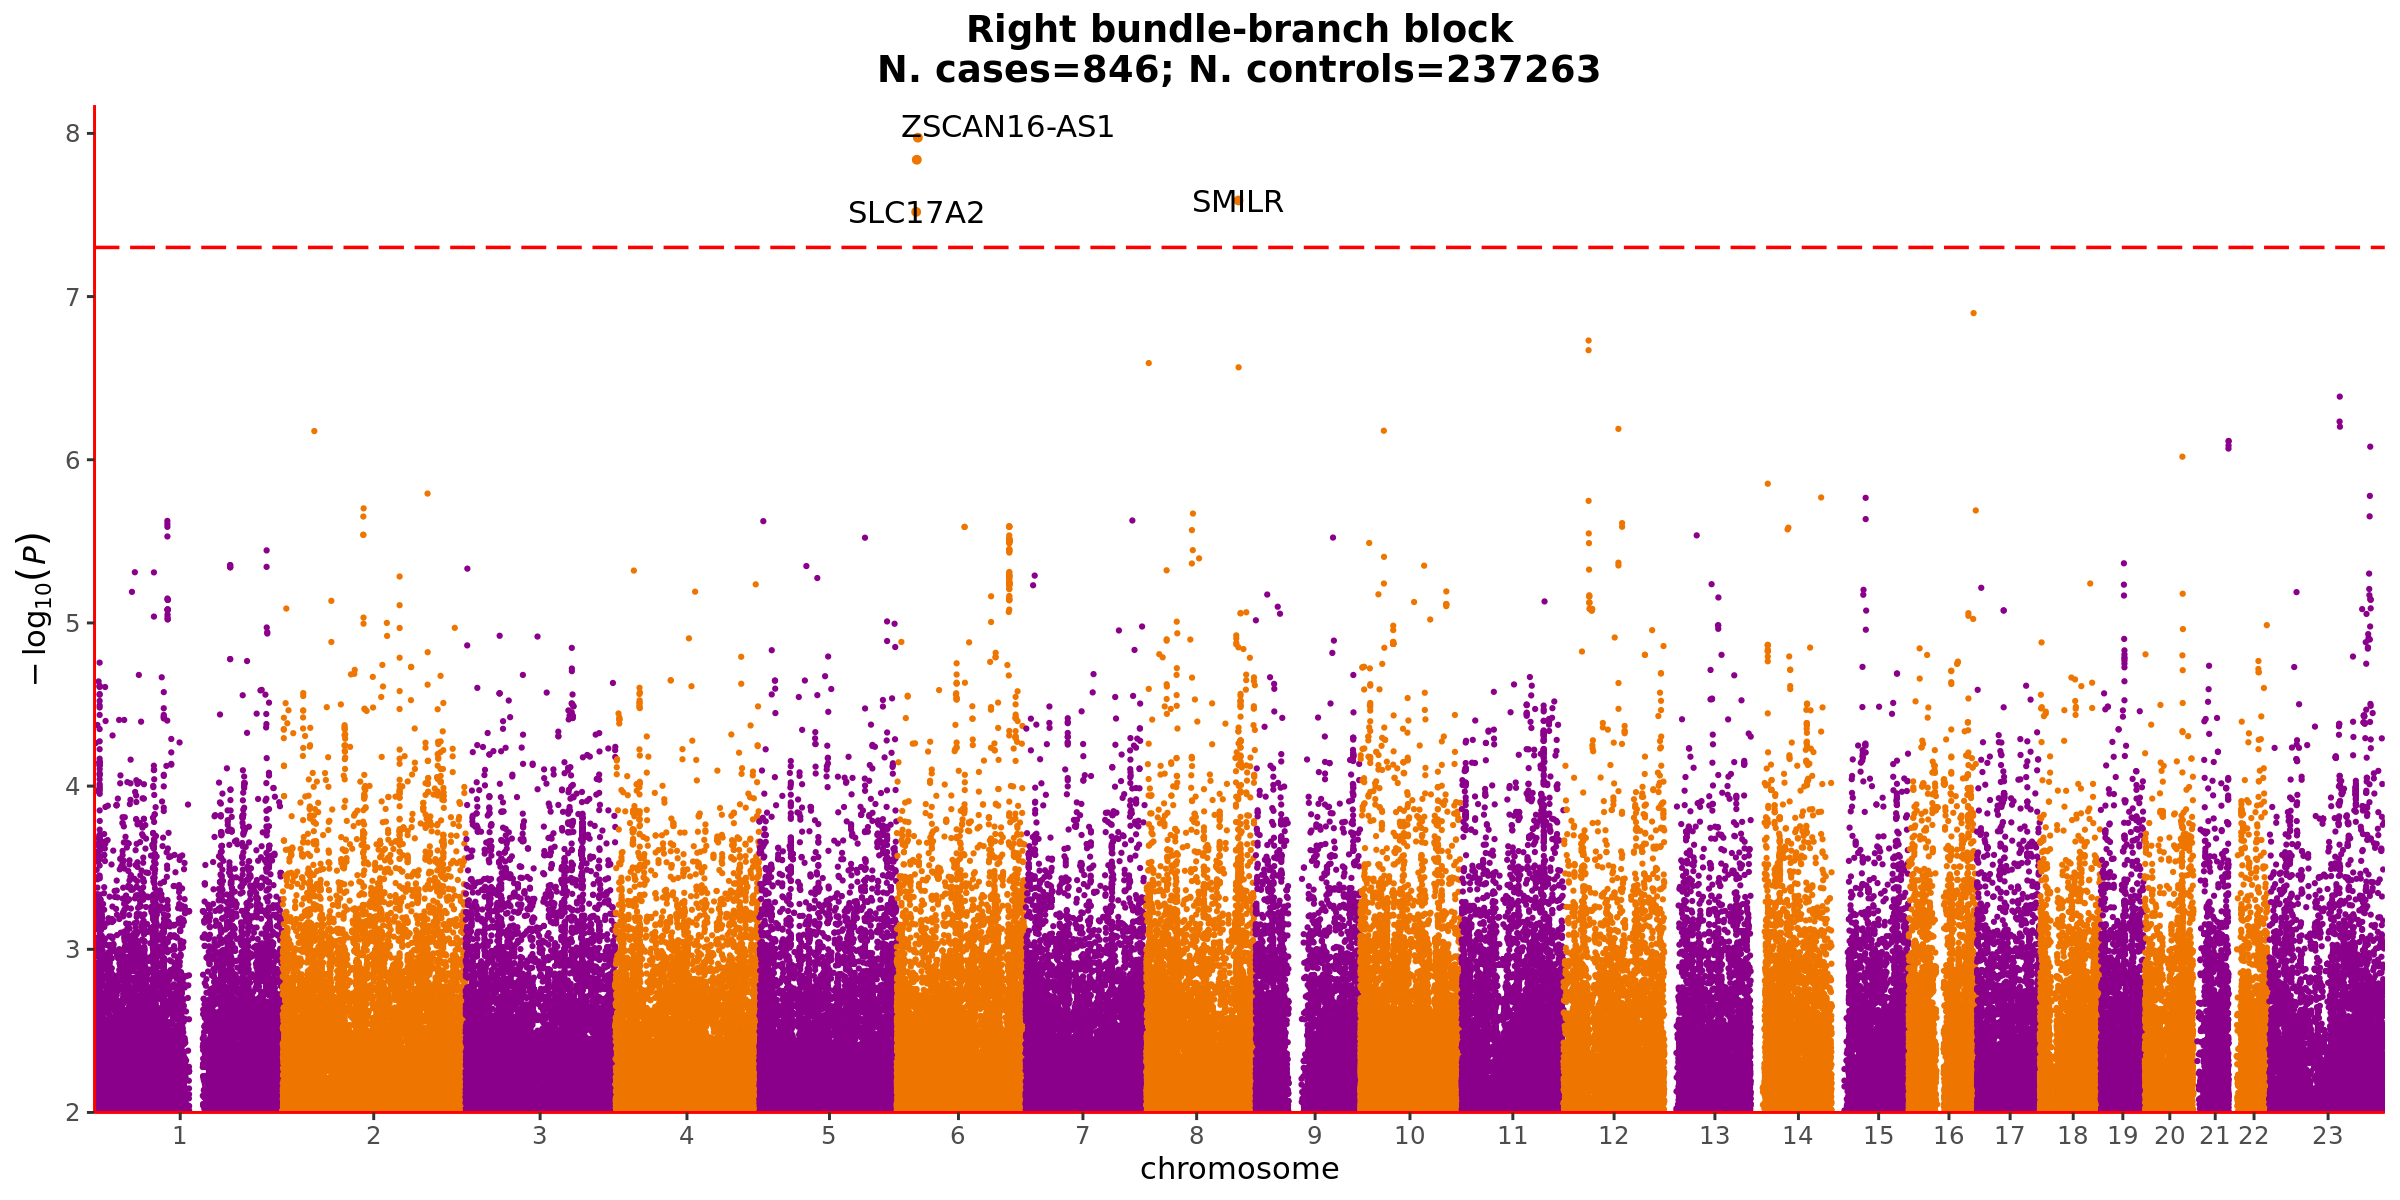 Right bundle-branch block
N. cases=846; N. controls=237263
ZSCAN16-AS1
SMILR
SLC17A2
8
7
6
5
4
3
2
−log10(P)
1 2 3 4 5 6 7 8 9 10 11 12 13 14 15 16 17 18 19 20 21 22 23
chromosome